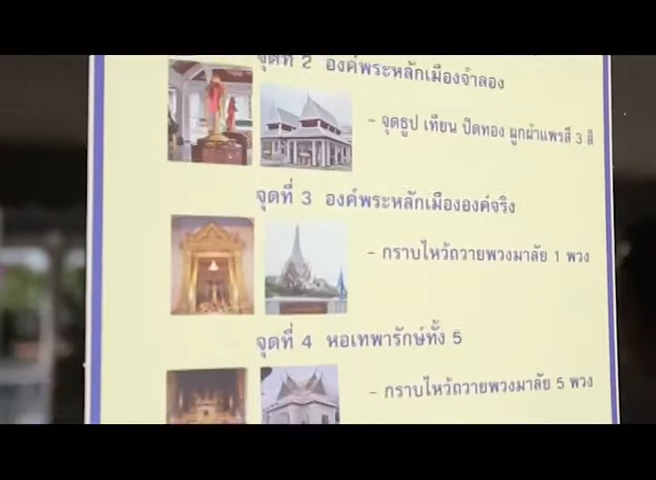 จุดที่ 2 องค์พระหลักเมืองจำลอง
- จุดธูป เทียน ปิดทอง ผูกผ้าแพรสี 3 สี
จุดที่ 3 องค์พระหลักเมืององค์จริง
- กราบไหว้ถวายพวงมาลัย 1 พวง
จุดที่ 4 หอเทพารักษ์ทั้ง 5
- กราบไหว้ถวายพวงมาลัย 5 พวง